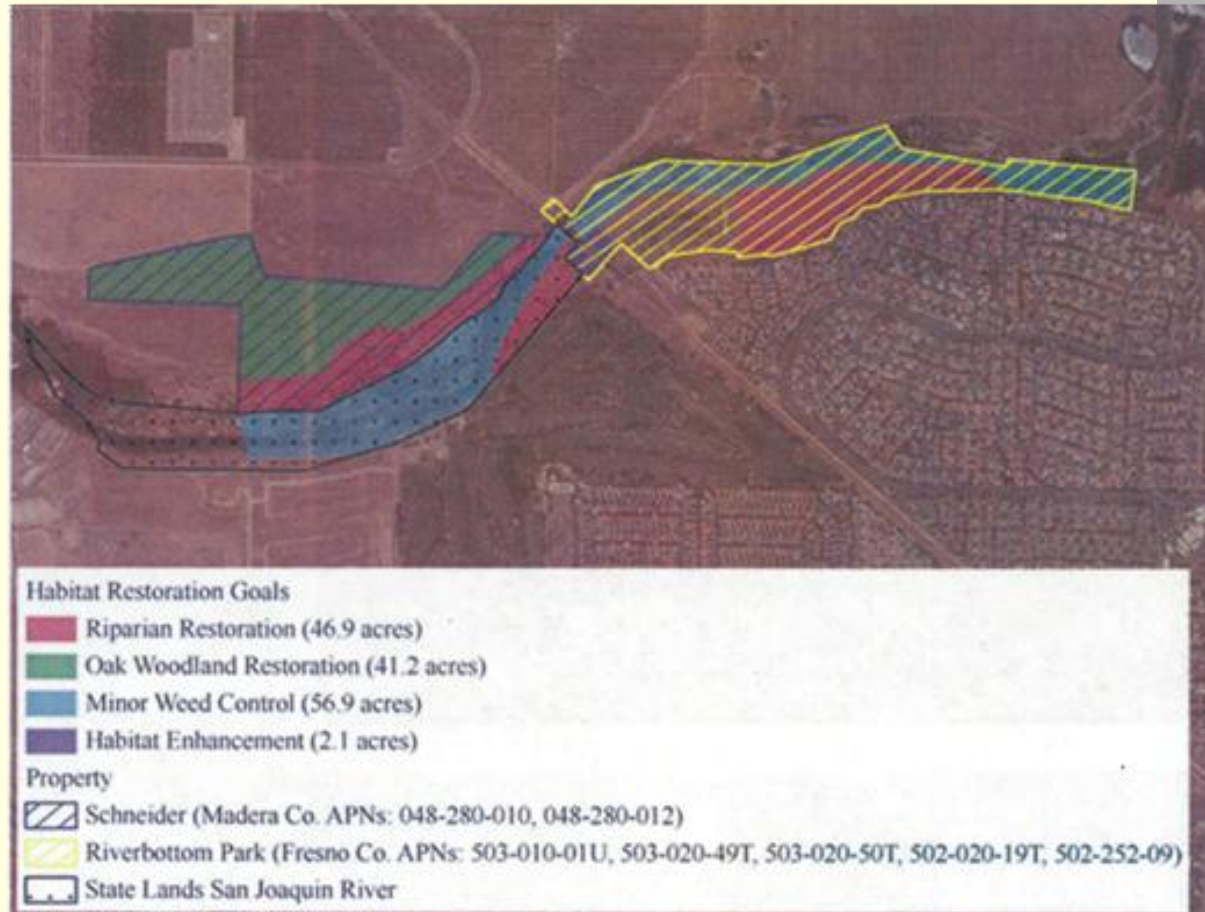 Habitat Restoration Goals
Riparian Restoration (46.9 acres)
Oak Woodland Restoration (41.2 acres)
Minor Weed Control (56.9 acres)
Habitat Enhancement (2.1 acres)
Property
Schneider (Madera Co. APNs: 048-280-010, 048-280-012)
Riverbottom Park (Fresno Co. APNs: 503-010-01U, 503-020-49T, 503-020-50T, 502-020-19T, 502-252-09)
State Lands San Joaquin River